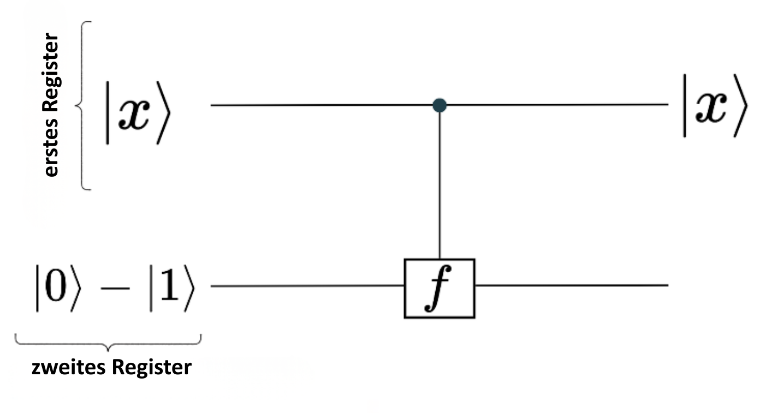 erstes Register
|x⟩
|x⟩
|0⟩ − |1⟩
f
zweites Register